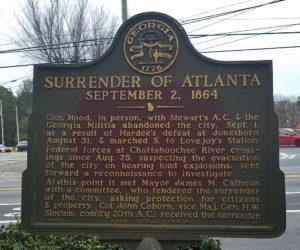 GEORGIA
1776
SURRENDER OF ATLANTA
SEPTEMBER 2, 1864
Gen. Hood, in person, with Stewart's A.C. & the
Georgia Militia abandoned the city, Sept. 1,
as a result of Hardee's defeat at Jonesboro
August 31, & marched S. to Lovejoy's Station.
Federal forces at Chattahoochee River cross-
ings since Aug. 25, suspecting the evacuation
of the city on hearing loud explosions, sent
forward a reconnoissance to investigate.
At this point it met Mayor James M. Calhoun
with a committee, who tendered the surrender
of the city, asking protection for citizens
& property. Col. John Coburn, vice Maj. Gen. H.W.
Slocum, com'd'g 20th A.C., received the surrender.